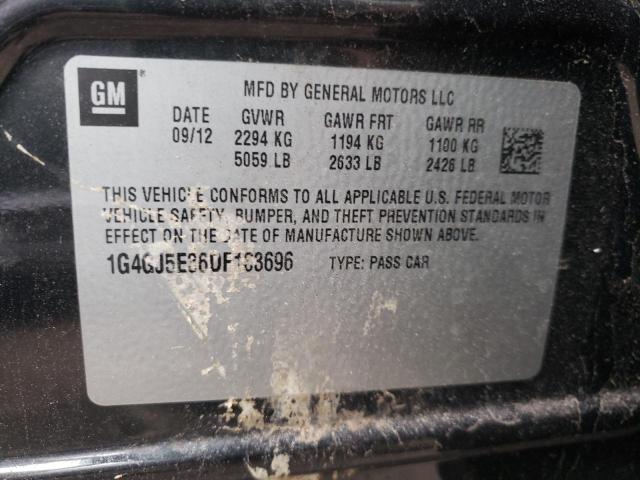 GM
MFD BY GENERAL MOTORS LLC
DATE GVWR GAWR FRT GAWR RR
09/12 2294 KG 1194 KG 1100 KG
5059 LB 2633 LB 2426 LB
THIS VEHICLE CONFORMS TO ALL APPLICABLE U.S. FEDERAL MOTOR
VEHICLE SAFETY, BUMPER, AND THEFT PREVENTION STANDARDS IN
EFFECT ON THE DATE OF MANUFACTURE SHOWN ABOVE.
1G4GJ5E36DF163696 TYPE: PASS CAR